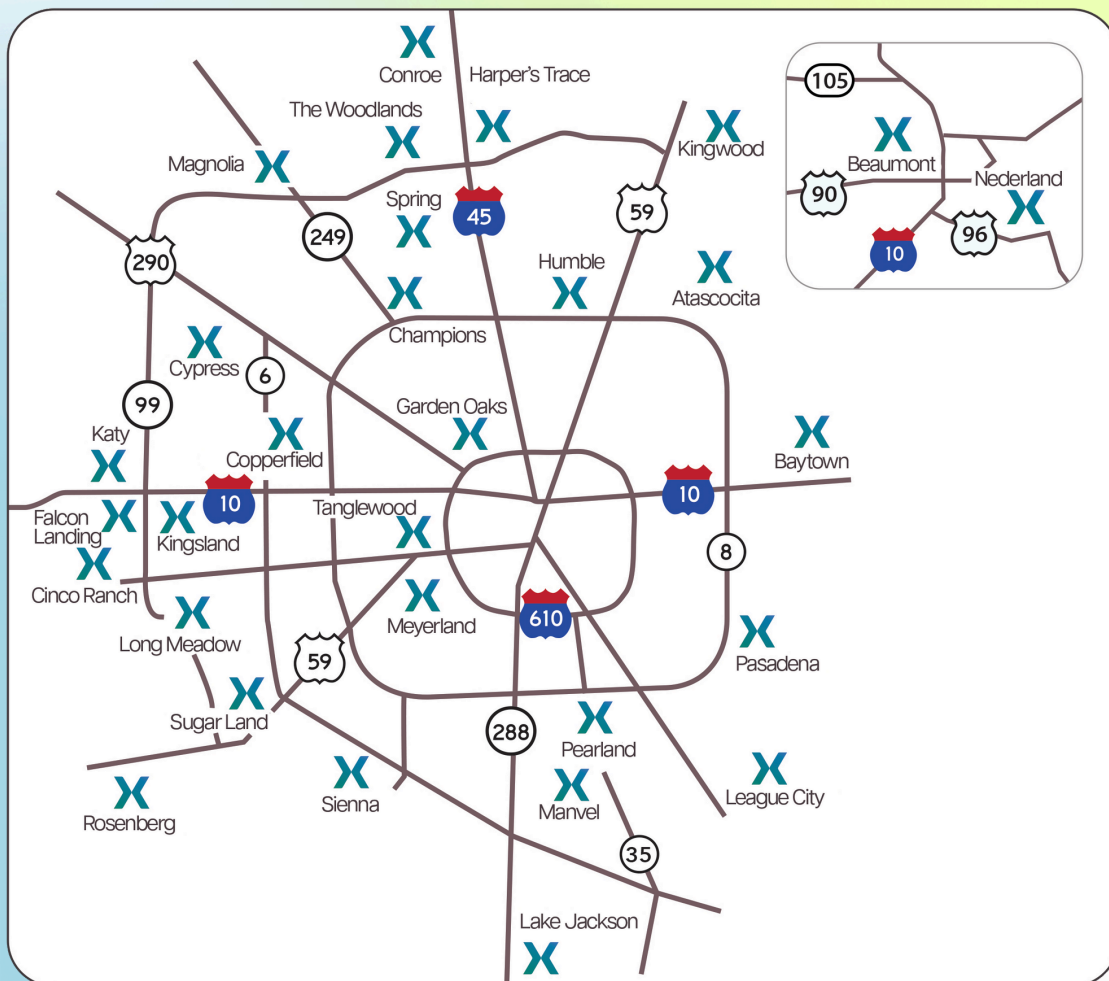 Conroe
Harper's Trace
The Woodlands
Kingwood
Magnolia
Spring
45
59
249
290
Humble
Atascocita
Champions
Cypress
6
99
Garden Oaks
Katy
Copperfield
Baytown
10
10
Tanglewood
Falcon
Landing
Kingsland
8
Cinco Ranch
Meyerland
610
Long Meadow
59
Pasadena
Sugar Land
288
Pearland
Sienna
Manvel
League City
Rosenberg
35
Lake Jackson
105
Beaumont
90
Nederland
96
10